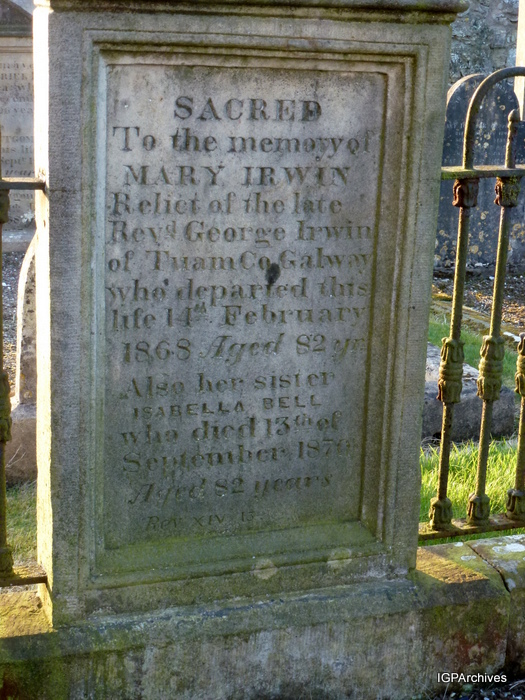 SACRED
To the memory of
MARY IRWIN
Relict of the late
Revd. George Irwin
of Tuam Co. Galway
who departed this
life 14th. February
1868 Aged 82 yrs
Also her sister
ISABELLA BELL
who died 13th of
September 1876
Aged 82 years
Rev. XIV. 13
IGPArchives